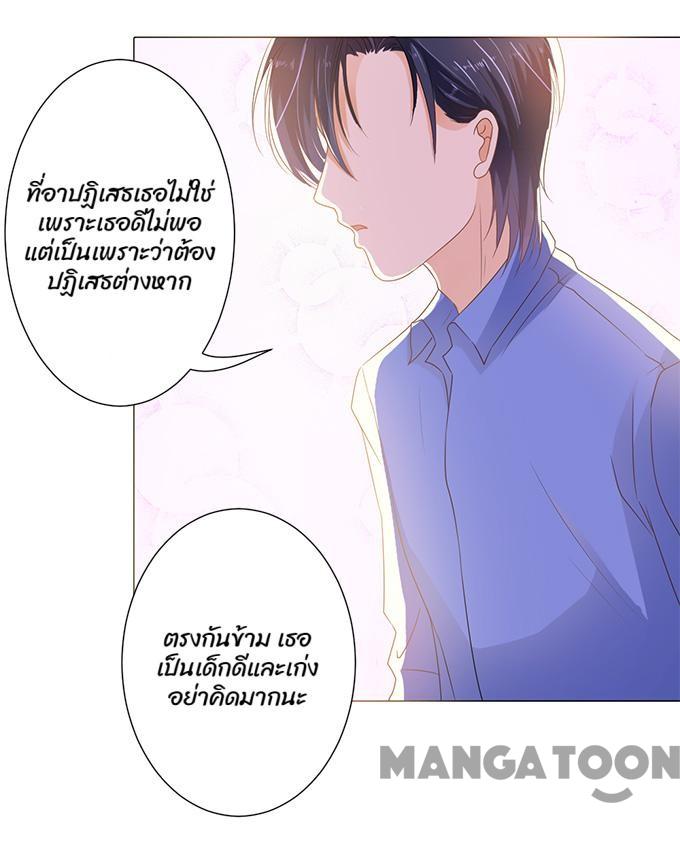 ที่อาปฏิเสธเธอไม่ใช่
เพราะเธอดีไม่พอ
แต่เป็นเพราะว่าต้อง
ปฏิเสธต่างหาก
ตรงกันข้าม เธอ
เป็นเด็กดีและเก่ง
อย่าคิดมากนะ
MANGATOON